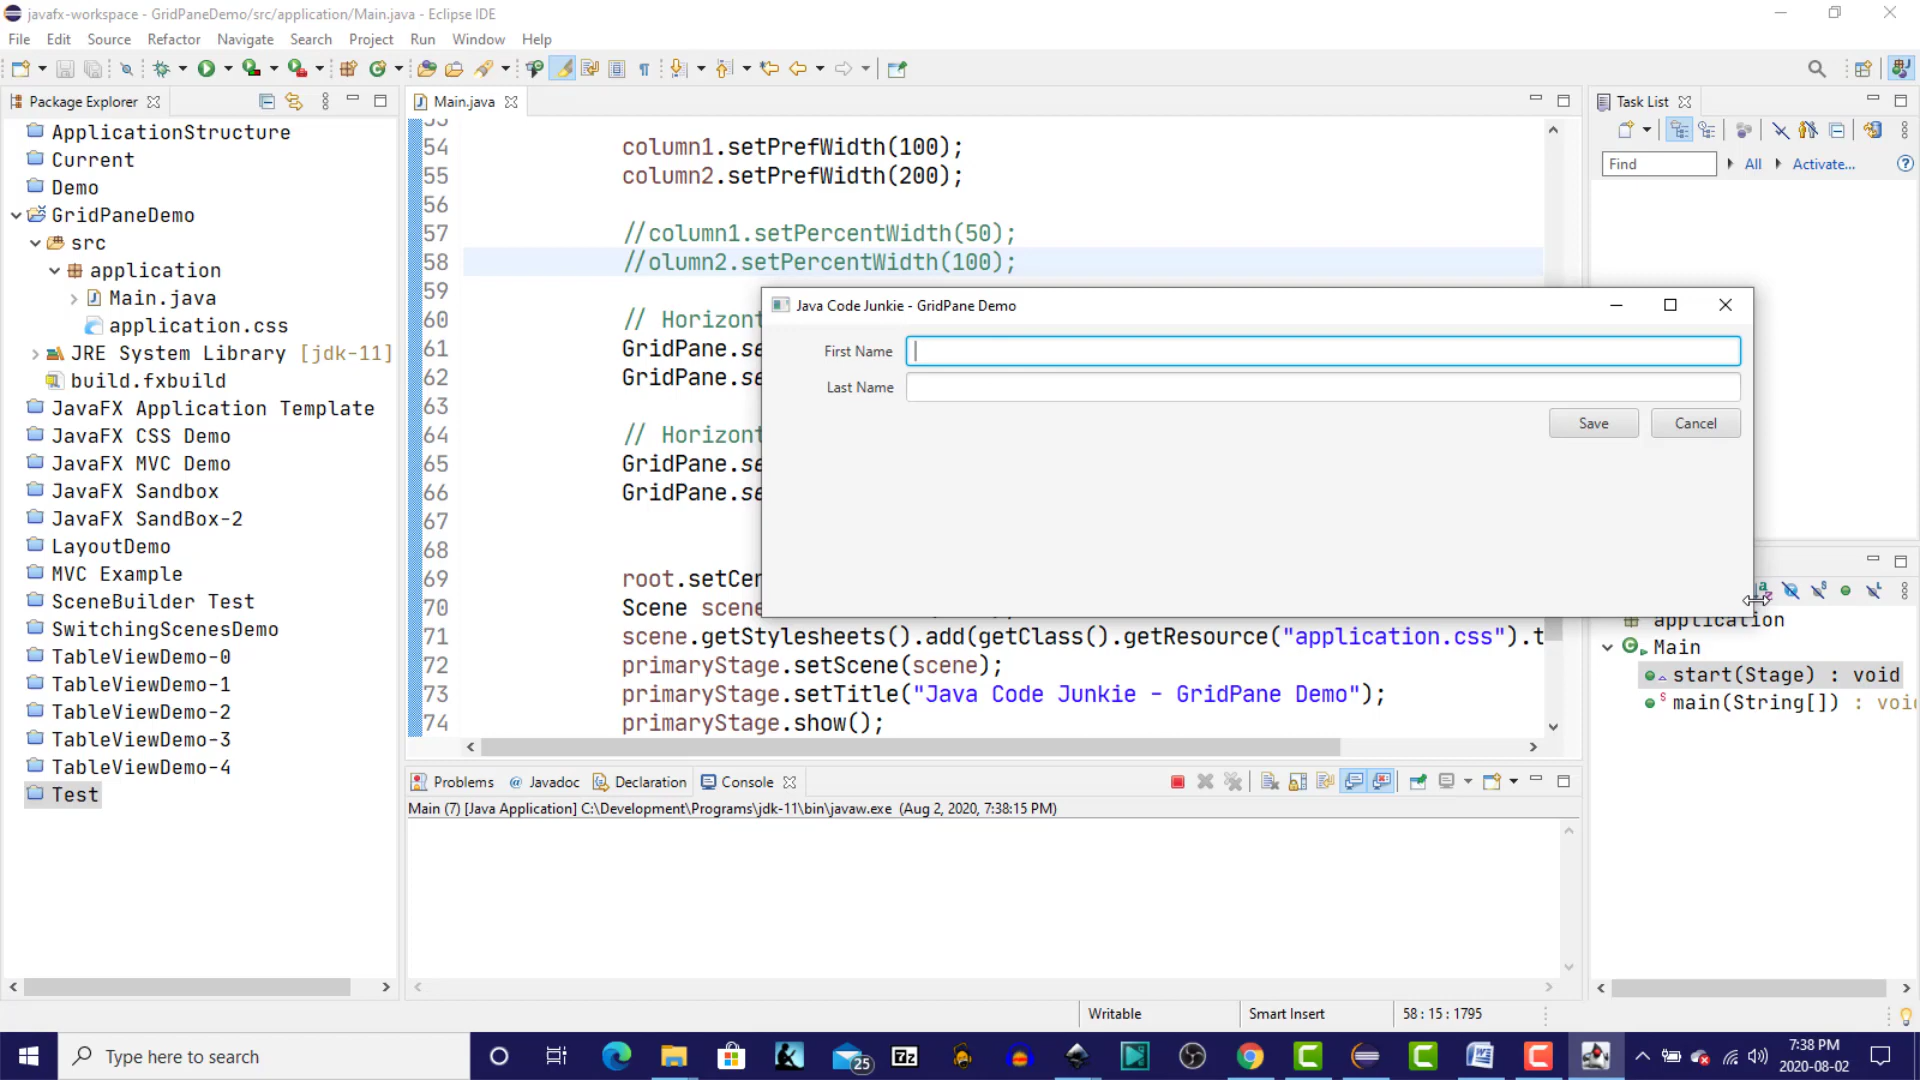 javafx-workspace - GridPaneDemo/src/application/Main.java - Eclipse IDE
File Edit Source Refactor Navigate Search Project Run Window Help
Package Explorer
ApplicationStructure
Current
Demo
GridPaneDemo
src
application
Main.java
application.css
JRE System Library [jdk-11]
build.fxbuild
JavaFX Application Template
JavaFX CSS Demo
JavaFX MVC Demo
JavaFX Sandbox
JavaFX SandBox-2
LayoutDemo
MVC Example
SceneBuilder Test
SwitchingScenesDemo
TableViewDemo-0
TableViewDemo-1
TableViewDemo-2
TableViewDemo-3
TableViewDemo-4
Test
Main.java
54 column1.setPrefWidth(100);
55 column2.setPrefWidth(200);
56
57 //column1.setPercentWidth(50);
58 //olumn2.setPercentWidth(100);
59
60 // Horizont
61 GridPane.se
62 GridPane.se
63
64 // Horizont
65 GridPane.se
66 GridPane.se
67
68
69 root.setCen
70 Scene scene
71 scene.getStylesheets().add(getClass().getResource("application.css").t
72 primaryStage.setScene(scene);
73 primaryStage.setTitle("Java Code Junkie - GridPane Demo");
74 primaryStage.show();
Java Code Junkie - GridPane Demo
First Name
Last Name
Save Cancel
Task List
Find All Activate...
application
Main
start(Stage) : void
main(String[]) : voi
Problems Javadoc Declaration Console
Main (7) [Java Application] C:\Development\Programs\jdk-11\bin\javaw.exe (Aug 2, 2020, 7:38:15 PM)
Writable Smart Insert 58 : 15 : 1795
Type here to search
25
7z
7:38 PM
2020-08-02